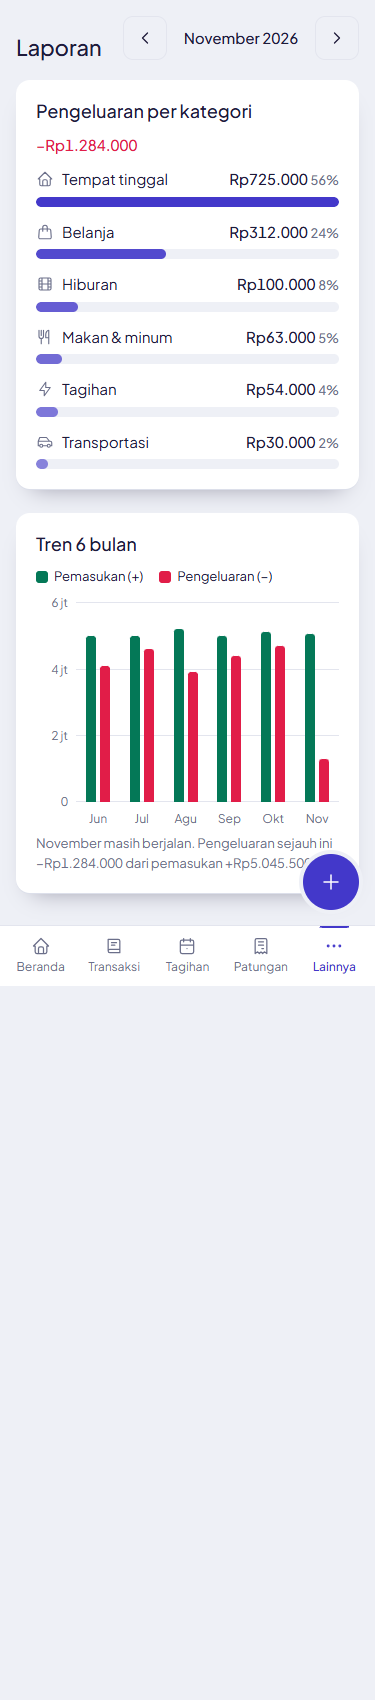 Laporan
November 2026
Pengeluaran per kategori
−Rp1.284.000
Tempat tinggal Rp725.000 56%
Belanja Rp312.000 24%
Hiburan Rp100.000 8%
Makan & minum Rp63.000 5%
Tagihan Rp54.000 4%
Transportasi Rp30.000 2%
Tren 6 bulan
Pemasukan (+) Pengeluaran (−)
6 jt
4 jt
2 jt
0
Jun Jul Agu Sep Okt Nov
November masih berjalan. Pengeluaran sejauh ini
−Rp1.284.000 dari pemasukan
Beranda Transaksi Tagihan Patungan Lainnya